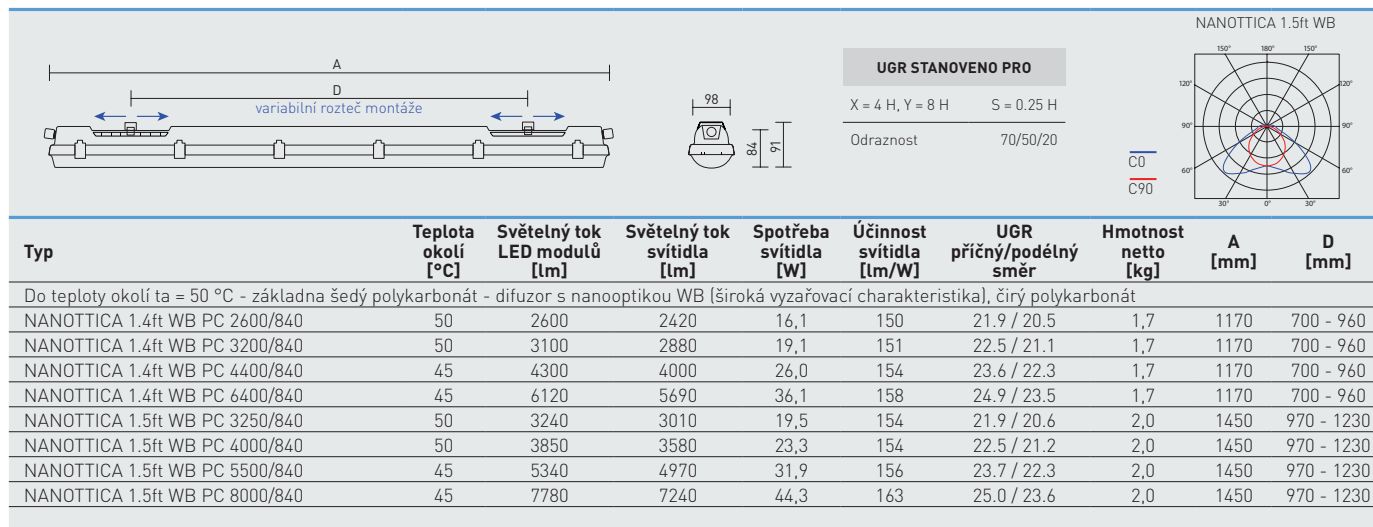 NANOTTICA 1.5ft WB
A
D
variabilní rozteč montáže
98
84
91
UGR STANOVENO PRO
X = 4 H, Y = 8 H S = 0.25 H
Odraznost 70/50/20
C0
C90
150° 180° 150°
120° 120°
90° 90°
60° 60°
30° 0° 30°
Typ Teplota okolí [°C] Světelný tok LED modulů [lm] Světelný tok svítidla [lm] Spotřeba svítidla [W] Účinnost svítidla [lm/W] UGR příčný/podélný směr Hmotnost netto [kg] A [mm] D [mm]
Do teploty okolí ta = 50 °C - základna šedý polykarbonát - difuzor s nanooptikou WB (široká vyzařovací charakteristika), čirý polykarbonát
NANOTTICA 1.4ft WB PC 2600/840 50 2600 2420 16,1 150 21.9 / 20.5 1,7 1170 700 - 960
NANOTTICA 1.4ft WB PC 3200/840 50 3100 2880 19,1 151 22.5 / 21.1 1,7 1170 700 - 960
NANOTTICA 1.4ft WB PC 4400/840 45 4300 4000 26,0 154 23.6 / 22.3 1,7 1170 700 - 960
NANOTTICA 1.4ft WB PC 6400/840 45 6120 5690 36,1 158 24.9 / 23.5 1,7 1170 700 - 960
NANOTTICA 1.5ft WB PC 3250/840 50 3240 3010 19,5 154 21.9 / 20.6 2,0 1450 970 - 1230
NANOTTICA 1.5ft WB PC 4000/840 50 3850 3580 23,3 154 22.5 / 21.2 2,0 1450 970 - 1230
NANOTTICA 1.5ft WB PC 5500/840 45 5340 4970 31,9 156 23.7 / 22.3 2,0 1450 970 - 1230
NANOTTICA 1.5ft WB PC 8000/840 45 7780 7240 44,3 163 25.0 / 23.6 2,0 1450 970 - 1230